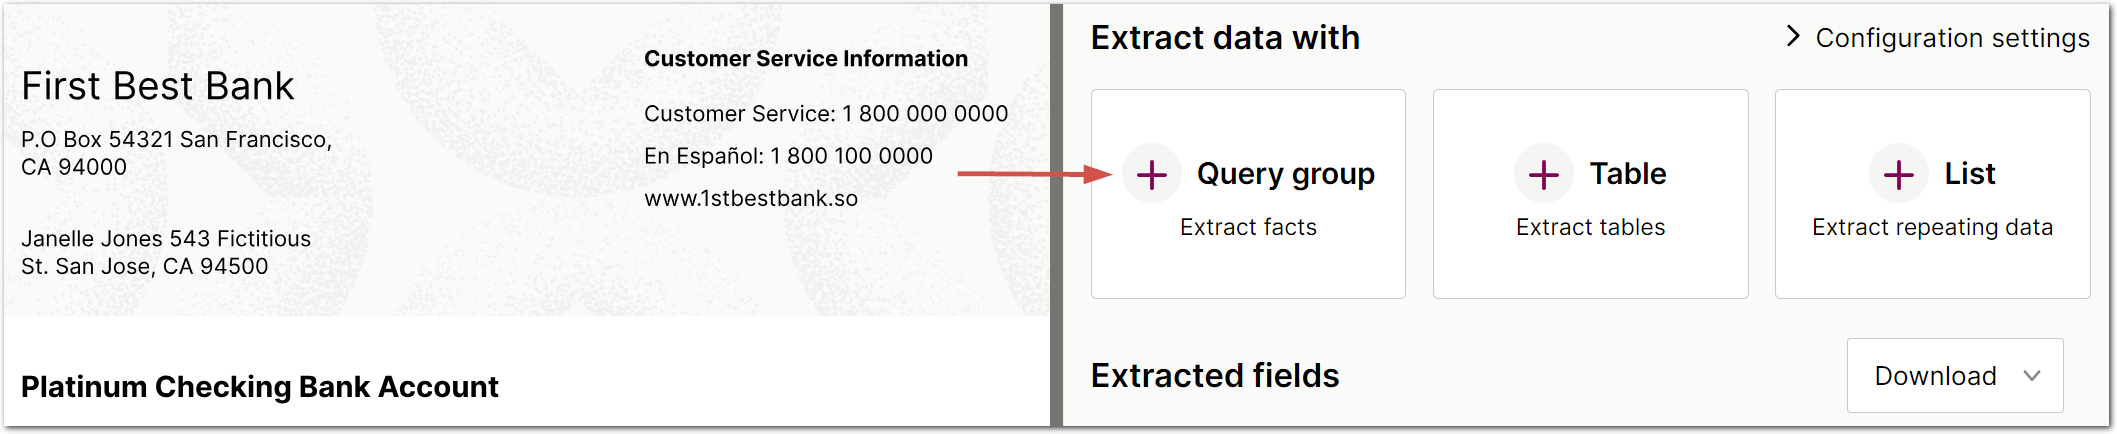 First Best Bank
P.O Box 54321 San Francisco,
CA 94000
Janelle Jones 543 Fictitious
St. San Jose, CA 94500
Customer Service Information
Customer Service: 1 800 000 0000
En Español: 1 800 100 0000
www.1stbestbank.so
Platinum Checking Bank Account
Extract data with
Configuration settings
Query group
Extract facts
Table
Extract tables
List
Extract repeating data
Extracted fields
Download